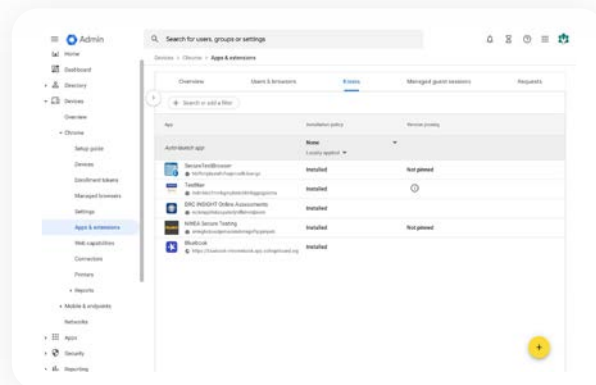 Admin
Search for users, groups or settings
Home
Devices > Chrome > Apps & extensions
Dashboard
Directory
Devices
Overview
Chrome
Setup guide
Devices
Enrollment tokens
Managed browsers
Settings
Apps & extensions
Web capabilities
Connectors
Printers
Reports
Mobile & endpoints
Networks
Apps
Security
Reporting
Overview
Users & browsers
Kiosks
Managed guest sessions
Requests
+ Search or add a filter
App
Installation policy
Version pinning
Auto-launch app
None
Locally applied
SecureTestBrowser
Installed
Not pinned
TestNav
Installed
DRC INSIGHT Online Assessments
Installed
NWEA Secure Testing
Installed
Not pinned
Bluebook
Installed